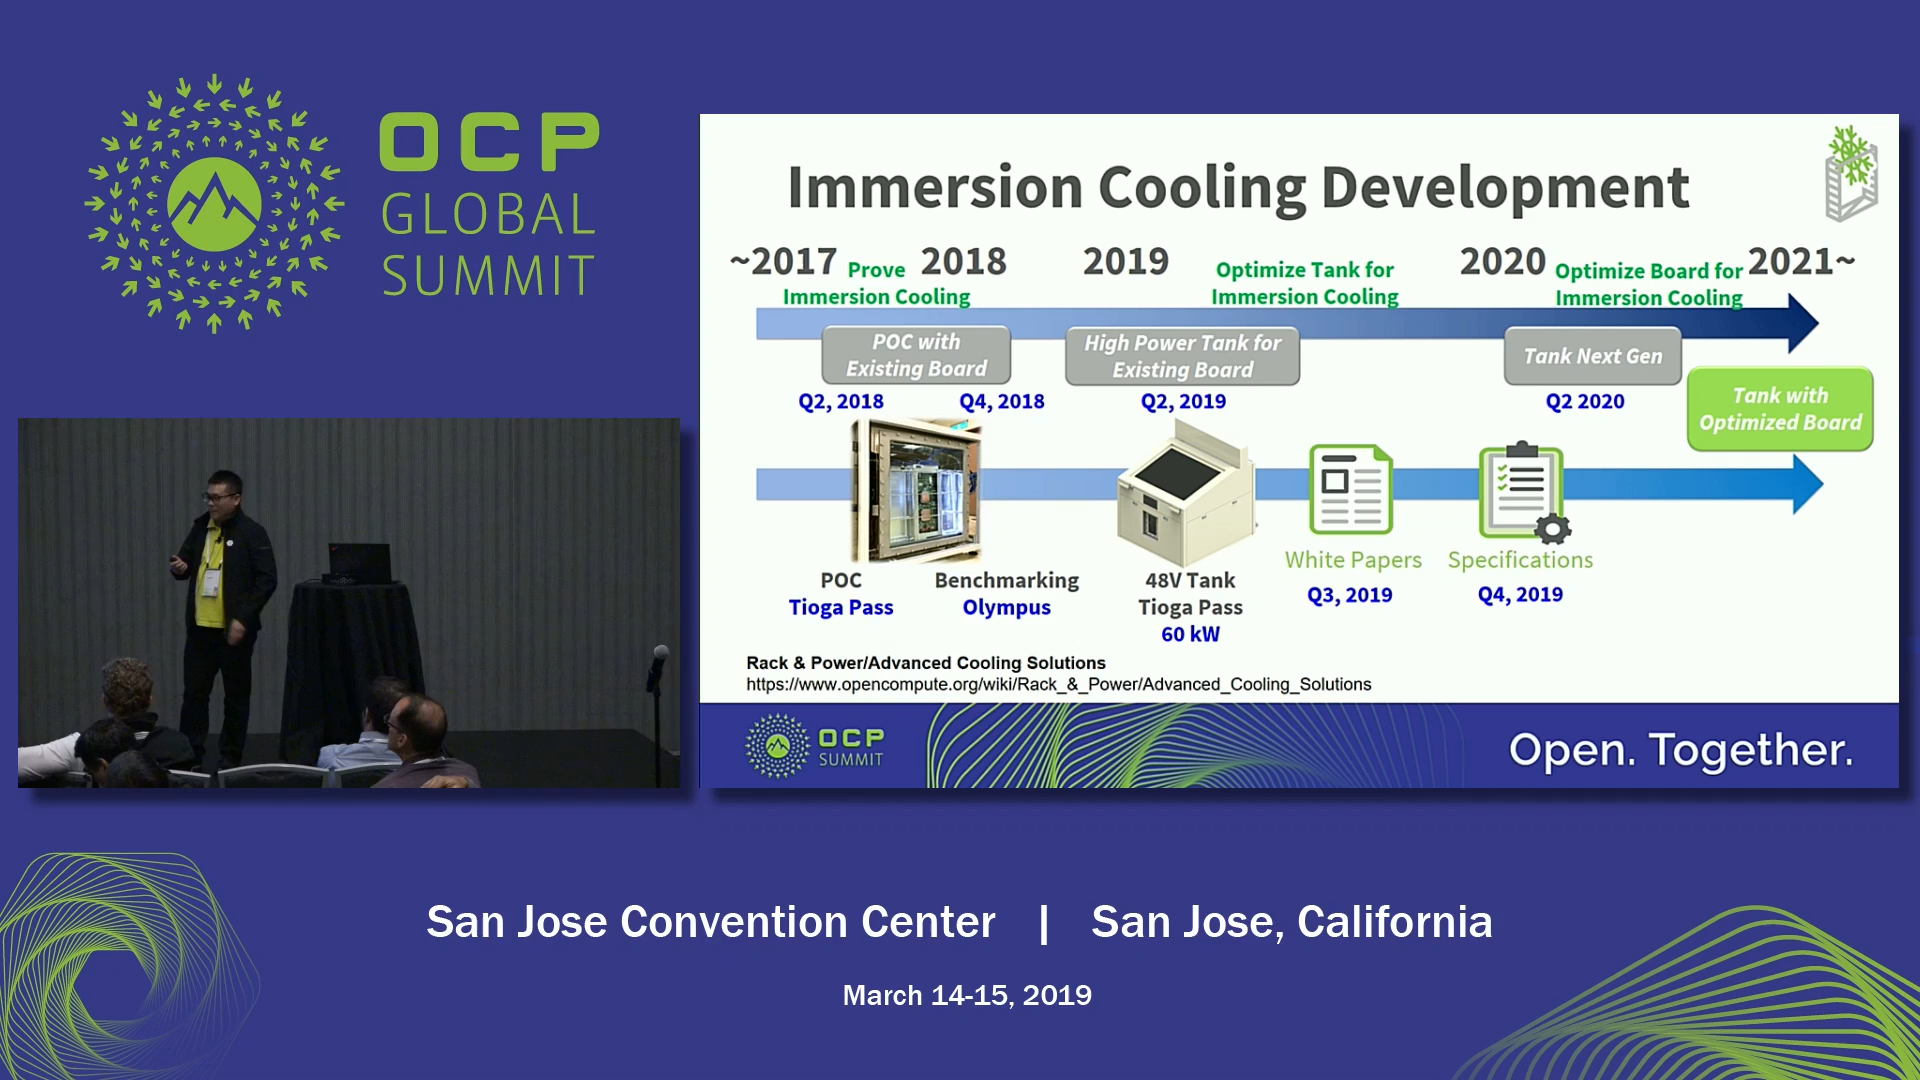 OCP
GLOBAL
SUMMIT
Immersion Cooling Development
~2017 2018 2019 2020 2021~
Prove
Immersion Cooling
Optimize Tank for
Immersion Cooling
Optimize Board for
Immersion Cooling
POC with
Existing Board
High Power Tank for
Existing Board
Tank Next Gen
Tank with
Optimized Board
Q2, 2018
Q4, 2018
Q2, 2019
Q2 2020
POC
Tioga Pass
Benchmarking
Olympus
48V Tank
Tioga Pass
60 kW
White Papers
Q3, 2019
Specifications
Q4, 2019
Rack & Power/Advanced Cooling Solutions
https://www.opencompute.org/wiki/Rack_&_Power/Advanced_Cooling_Solutions
OCP
SUMMIT
Open. Together.
San Jose Convention Center | San Jose, California
March 14-15, 2019